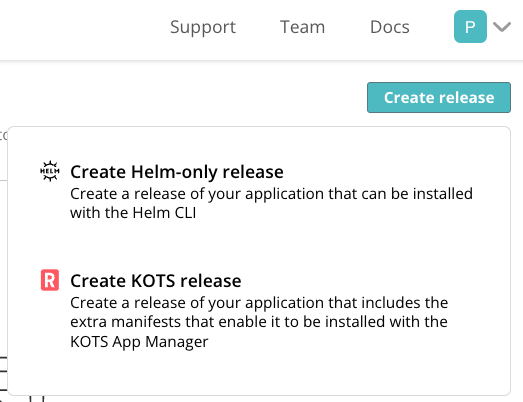 Support Team Docs P
Create release
HELM
Create Helm-only release
Create a release of your application that can be installed
with the Helm CLI
R
Create KOTS release
Create a release of your application that includes the
extra manifests that enable it to be installed with the
KOTS App Manager